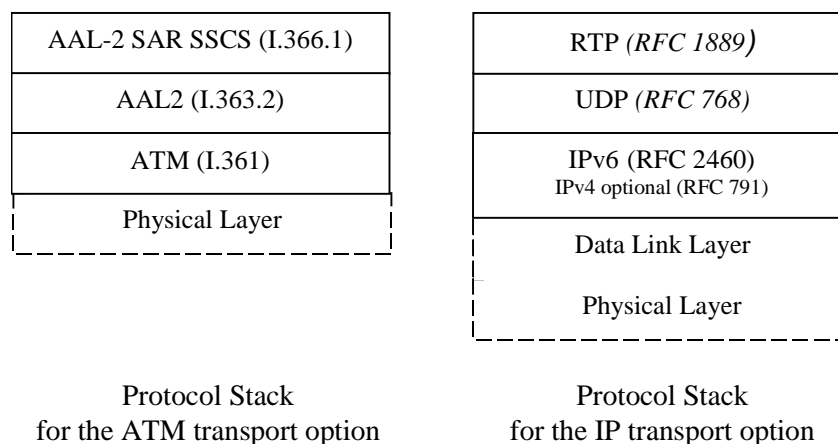 AAL-2 SAR SSCS (I.366.1)
AAL2 (I.363.2)
ATM (I.361)
Physical Layer
Protocol Stack
for the ATM transport option
RTP (RFC 1889)
UDP (RFC 768)
IPv6 (RFC 2460)
IPv4 optional (RFC 791)
Data Link Layer
Physical Layer
Protocol Stack
for the IP transport option